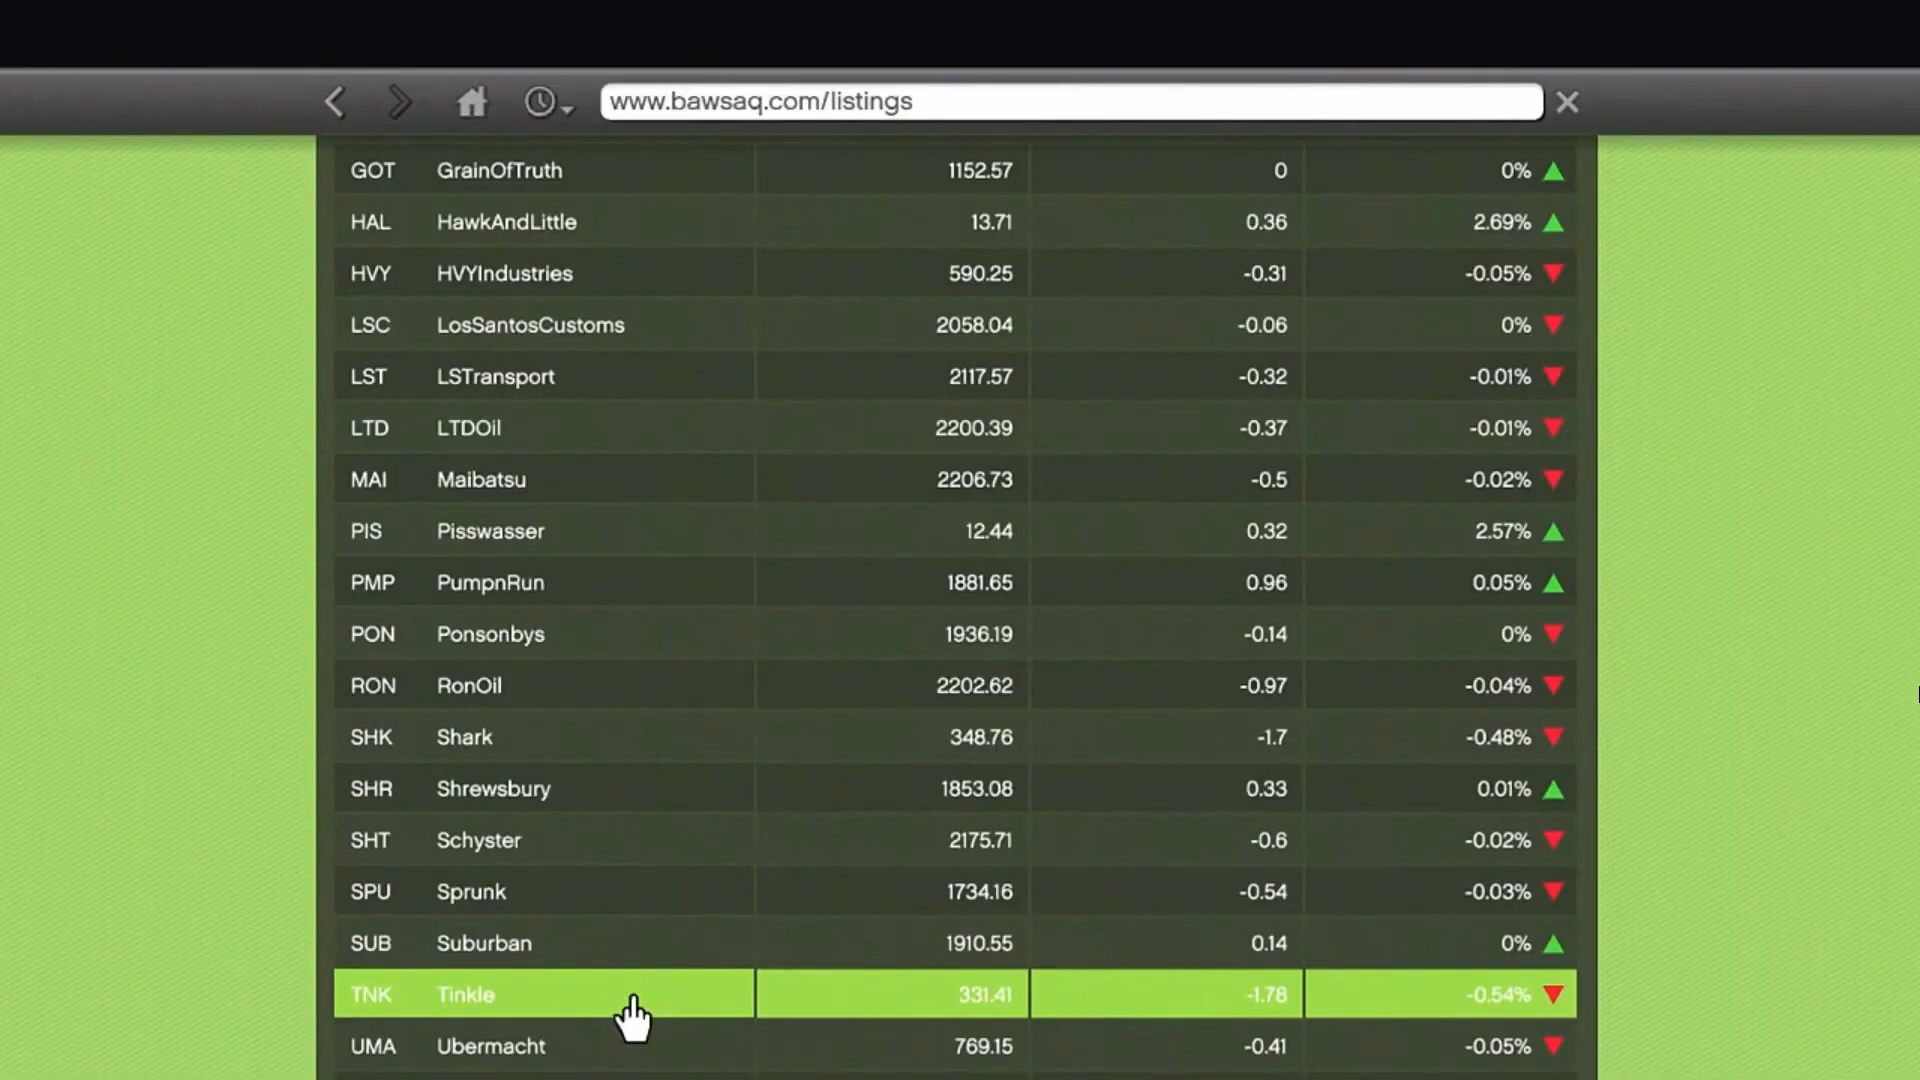 www.bawsaq.com/listings
GOT GrainOfTruth 1152.57 0 0%
HAL HawkAndLittle 13.71 0.36 2.69%
HVY HVYIndustries 590.25 -0.31 -0.05%
LSC LosSantosCustoms 2058.04 -0.06 0%
LST LSTransport 2117.57 -0.32 -0.01%
LTD LTDOil 2200.39 -0.37 -0.01%
MAI Maibatsu 2206.73 -0.5 -0.02%
PIS Pisswasser 12.44 0.32 2.57%
PMP PumpnRun 1881.65 0.96 0.05%
PON Ponsonbys 1936.19 -0.14 0%
RON RonOil 2202.62 -0.97 -0.04%
SHK Shark 348.76 -1.7 -0.48%
SHR Shrewsbury 1853.08 0.33 0.01%
SHT Schyster 2175.71 -0.6 -0.02%
SPU Sprunk 1734.16 -0.54 -0.03%
SUB Suburban 1910.55 0.14 0%
TNK Tinkle 331.41 -1.78 -0.54%
UMA Ubermacht 769.15 -0.41 -0.05%